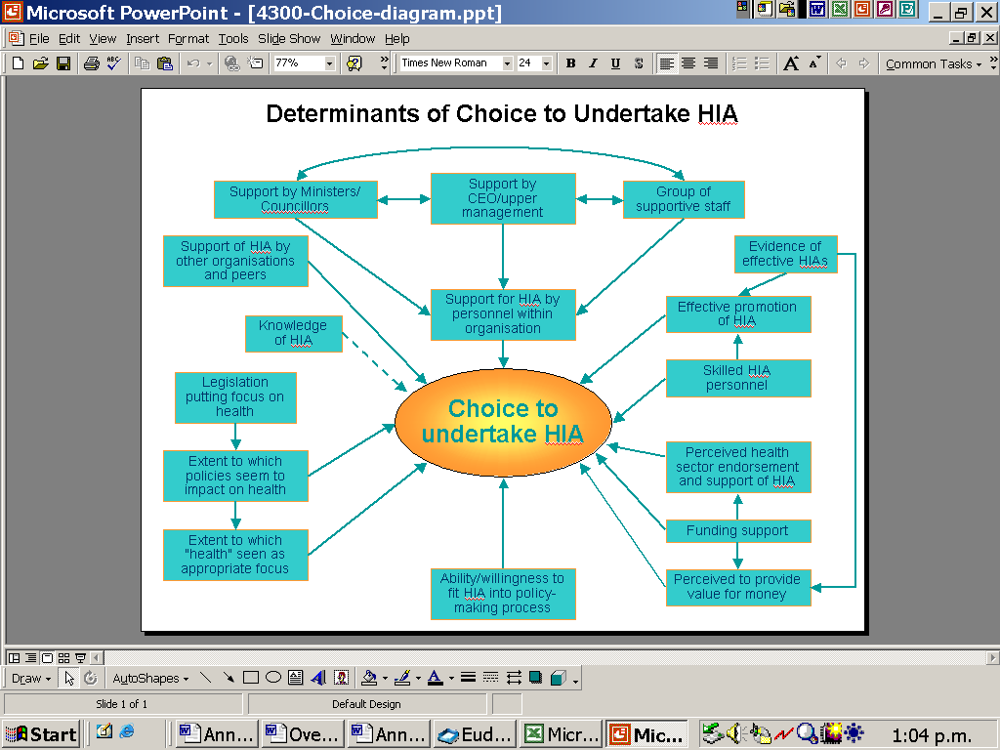 Microsoft PowerPoint - [4300-Choice-diagram.ppt]
File Edit View Insert Format Tools Slide Show Window Help
77% Times New Roman 24 B I U S A A Common Tasks
Determinants of Choice to Undertake HIA
Support by Ministers/
Councillors
Support by
CEO/upper
management
Group of
supportive staff
Support of HIA by
other organisations
and peers
Evidence of
effective HIAs
Support for HIA by
personnel within
organisation
Effective promotion
of HIA
Knowledge
of HIA
Skilled HIA
personnel
Legislation
putting focus on
health
Choice to
undertake HIA
Extent to which
policies seem to
impact on health
Perceived health
sector endorsement
and support of HIA
Funding support
Extent to which
"health" seen as
appropriate focus
Ability/willingness to
fit HIA into policy-
making process
Perceived to provide
value for money
Draw AutoShapes A
Slide 1 of 1 Default Design
Start Ann... Ove... Ann... Eud... Micr... Mic... 1:04 p.m.